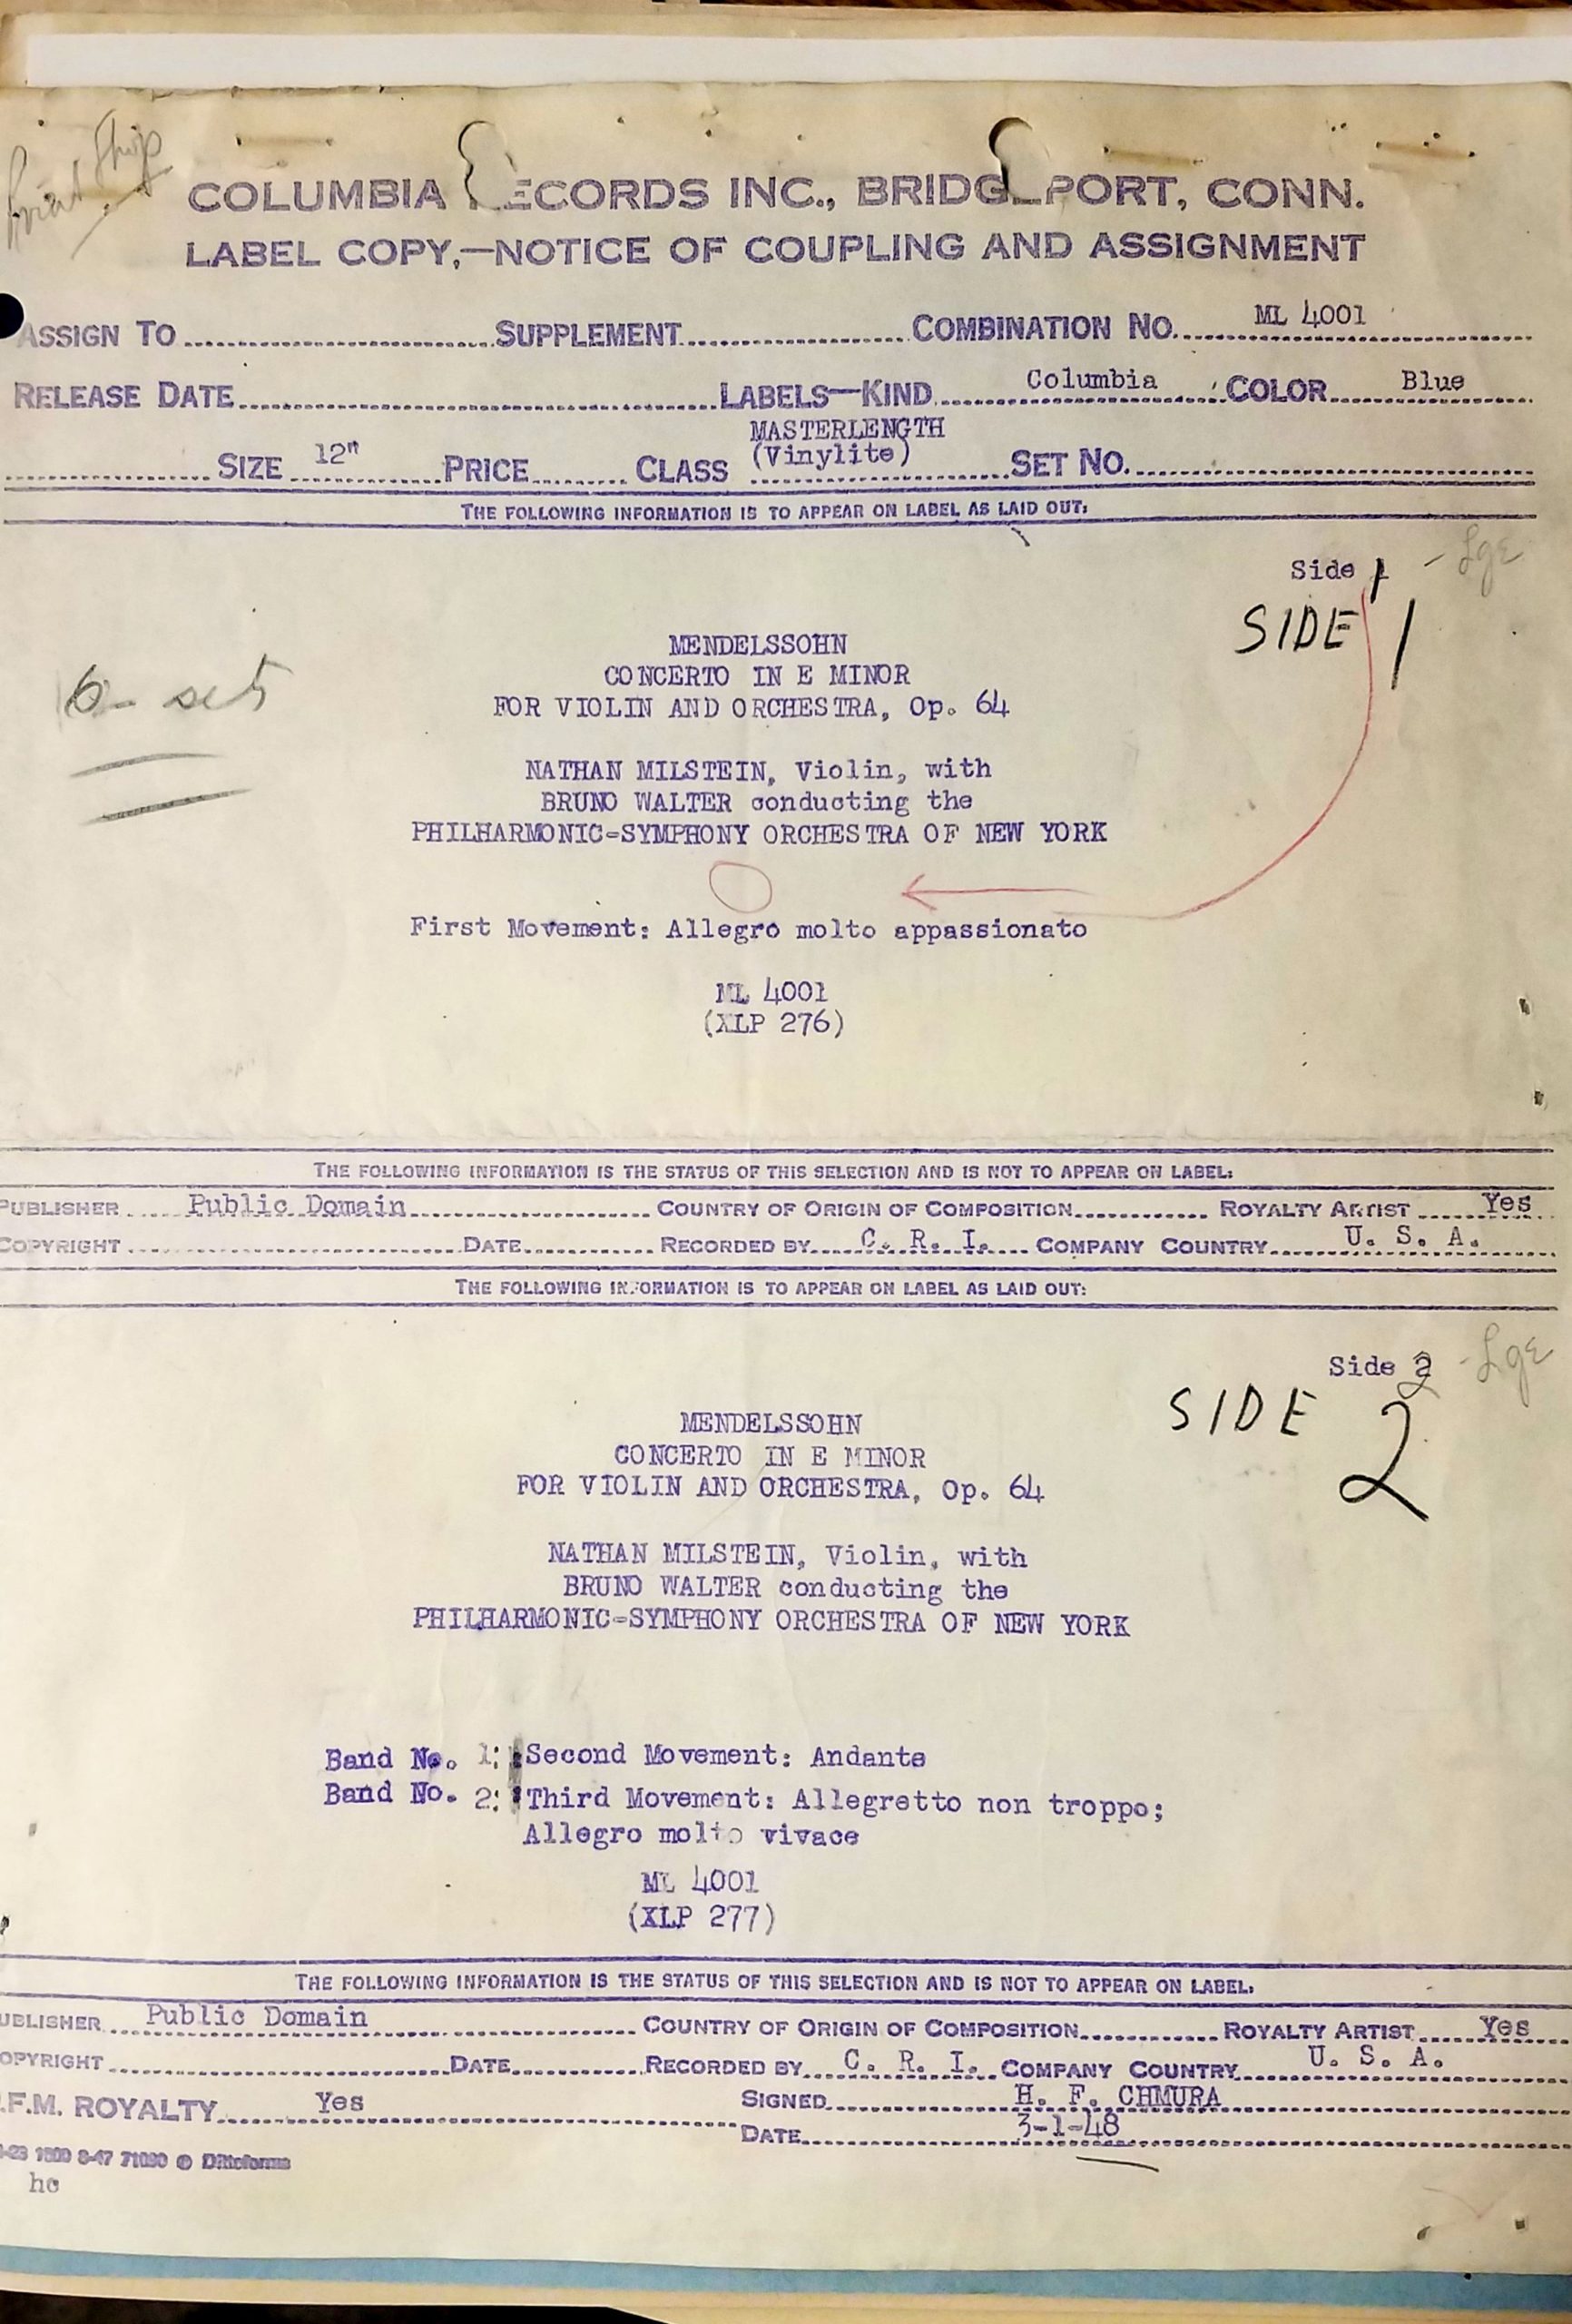 Ship
COLUMBIA RECORDS INC., BRIDGEPORT, CONN.
LABEL COPY,—NOTICE OF COUPLING AND ASSIGNMENT
ASSIGN TO SUPPLEMENT COMBINATION NO. ML 4001
RELEASE DATE LABELS—KIND Columbia COLOR Blue
SIZE 12" PRICE CLASS MASTERLENGTH (Vinylite) SET NO.
THE FOLLOWING INFORMATION IS TO APPEAR ON LABEL AS LAID OUT:
Side 1 - Lge
SIDE 1
MENDELSSOHN
CONCERTO IN E MINOR
6- set
FOR VIOLIN AND ORCHESTRA, Op. 64
NATHAN MILSTEIN, Violin, with
BRUNO WALTER conducting the
PHILHARMONIC-SYMPHONY ORCHESTRA OF NEW YORK
First Movement: Allegro molto appassionato
ML 4001
(XLP 276)
THE FOLLOWING INFORMATION IS THE STATUS OF THIS SELECTION AND IS NOT TO APPEAR ON LABEL:
PUBLISHER Public Domain COUNTRY OF ORIGIN OF COMPOSITION ROYALTY ARTIST Yes
COPYRIGHT DATE RECORDED BY C. R. I. COMPANY COUNTRY U. S. A.
THE FOLLOWING INFORMATION IS TO APPEAR ON LABEL AS LAID OUT:
Side 2 - Lge
SIDE 2
MENDELSSOHN
CONCERTO IN E MINOR
FOR VIOLIN AND ORCHESTRA, Op. 64
NATHAN MILSTEIN, Violin, with
BRUNO WALTER conducting the
PHILHARMONIC-SYMPHONY ORCHESTRA OF NEW YORK
Band No. 1: Second Movement: Andante
Band No. 2: Third Movement: Allegretto non troppo;
Allegro molto vivace
ML 4001
(XLP 277)
THE FOLLOWING INFORMATION IS THE STATUS OF THIS SELECTION AND IS NOT TO APPEAR ON LABEL.
UBLISHER Public Domain COUNTRY OF ORIGIN OF COMPOSITION ROYALTY ARTIST Yes
OPYRIGHT DATE RECORDED BY C. R. I. COMPANY COUNTRY U. S. A.
.F.M. ROYALTY Yes SIGNED H. F. CHMURA
DATE 3-1-48
8-47 © Dittoforms
hc